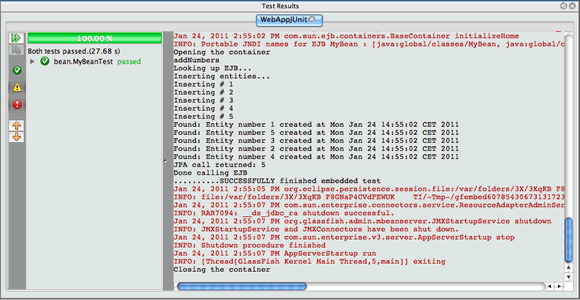 Test Results
WebAppJUnit
100.00 %
Both tests passed.(27.68 s)
bean.MyBeanTest passed
Jan 24, 2011 2:55:02 PM com.sun.ejb.containers.BaseContainer initializeHome
INFO: Portable JNDI names for EJB MyBean : [java:global/classes/MyBean, java:global/c
Opening the container
addNumbers
Looking up EJB...
Inserting entities...
Inserting # 1
Inserting # 2
Inserting # 3
Inserting # 4
Inserting # 5
Found: Entity number 1 created at Mon Jan 24 14:55:02 CET 2011
Found: Entity number 5 created at Mon Jan 24 14:55:02 CET 2011
Found: Entity number 3 created at Mon Jan 24 14:55:02 CET 2011
Found: Entity number 2 created at Mon Jan 24 14:55:02 CET 2011
Found: Entity number 4 created at Mon Jan 24 14:55:02 CET 2011
JPA call returned: 5
Done calling EJB
..........SUCCESSFULLY finished embedded test
Jan 24, 2011 2:55:05 PM org.eclipse.persistence.session.file:/var/folders/3X/3XqKB F8
INFO: file:/var/folders/3X/3XqKB F8GNaP4CVdFEWUK TI/-Tmp-/gfembed6078543067313172
Jan 24, 2011 2:55:07 PM com.sun.enterprise.connectors.service.ResourceAdapterAdminSer
INFO: RAR7094: __ds_jdbc_ra shutdown successful.
Jan 24, 2011 2:55:07 PM org.glassfish.admin.mbeanserver.JMXStartupService shutdown
INFO: JMXStartupService and JMXConnectors have been shut down.
Jan 24, 2011 2:55:07 PM com.sun.enterprise.v3.server.AppServerStartup stop
INFO: Shutdown procedure finished
Jan 24, 2011 2:55:07 PM AppServerStartup run
INFO: [Thread[GlassFish Kernel Main Thread,5,main]] exiting
Closing the container